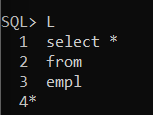 SQL> L
1 select *
2 from
3 empl
4*